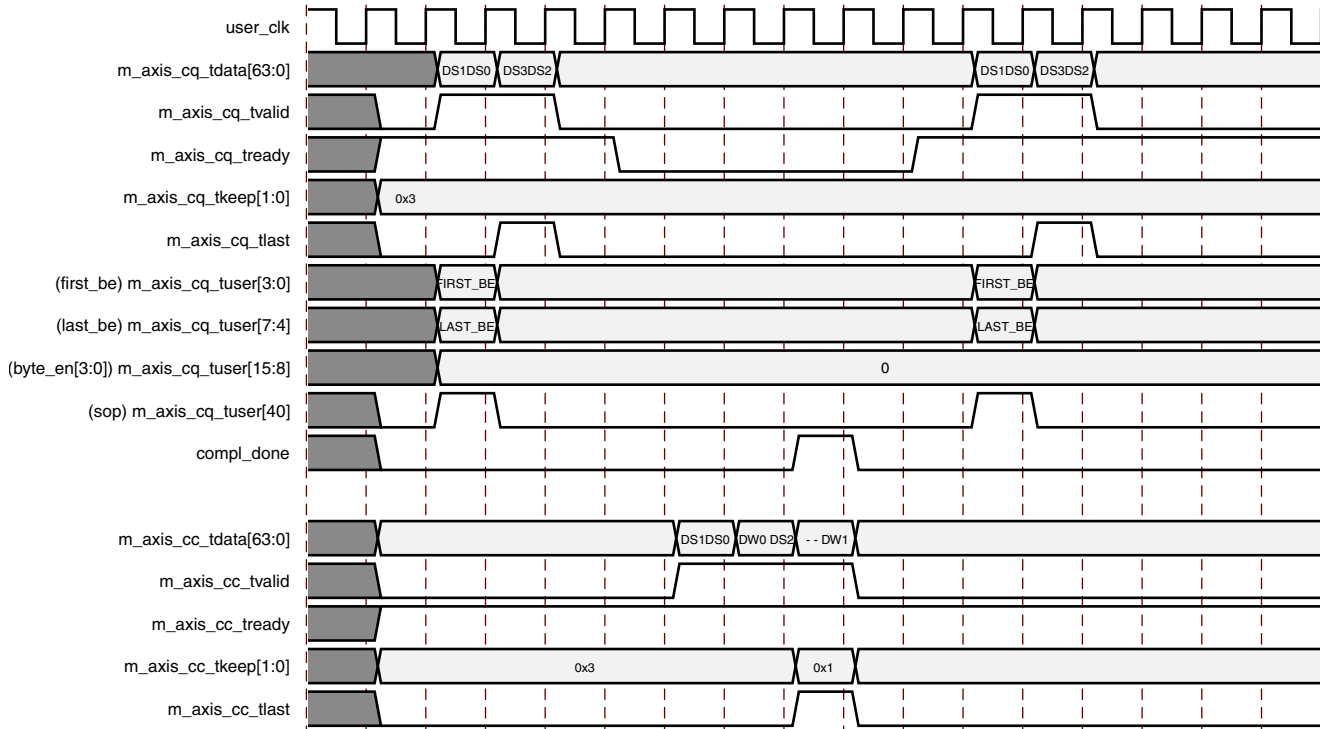 user_clk
m_axis_cq_tdata[63:0] DS1DS0 DS3DS2 DS1DS0 DS3DS2
m_axis_cq_tvalid
m_axis_cq_tready
m_axis_cq_tkeep[1:0] 0x3
m_axis_cq_tlast
(first_be) m_axis_cq_tuser[3:0] FIRST_BE FIRST_BE
(last_be) m_axis_cq_tuser[7:4] LAST_BE LAST_BE
(byte_en[3:0]) m_axis_cq_tuser[15:8] 0
(sop) m_axis_cq_tuser[40]
compl_done
m_axis_cc_tdata[63:0] DS1DS0 DW0 DS2 - - DW1
m_axis_cc_tvalid
m_axis_cc_tready
m_axis_cc_tkeep[1:0] 0x3 0x1
m_axis_cc_tlast